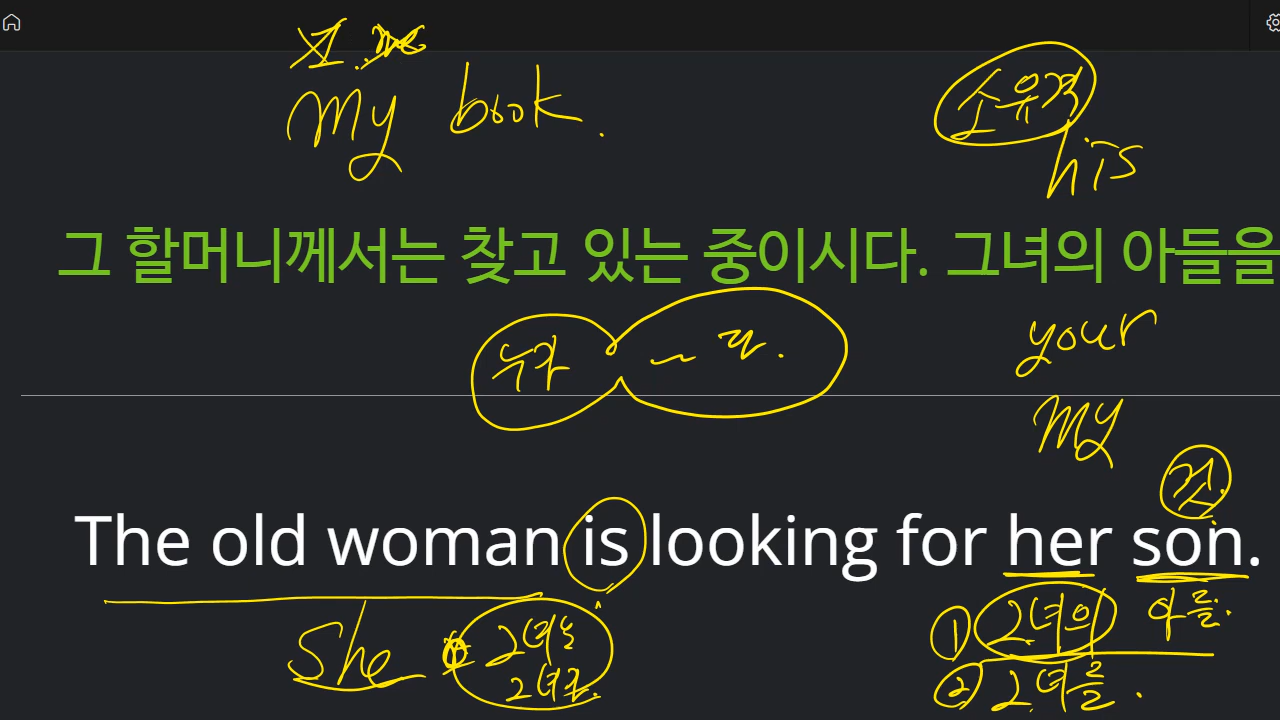 I. me
my book.
소유격
his
그 할머니께서는 찾고 있는 중이시다. 그녀의 아들을
누가 ~ 다.
your
my
The old woman is looking for her son.
She 그녀는
그녀가.
① 그녀의 아들.
② 그녀를.